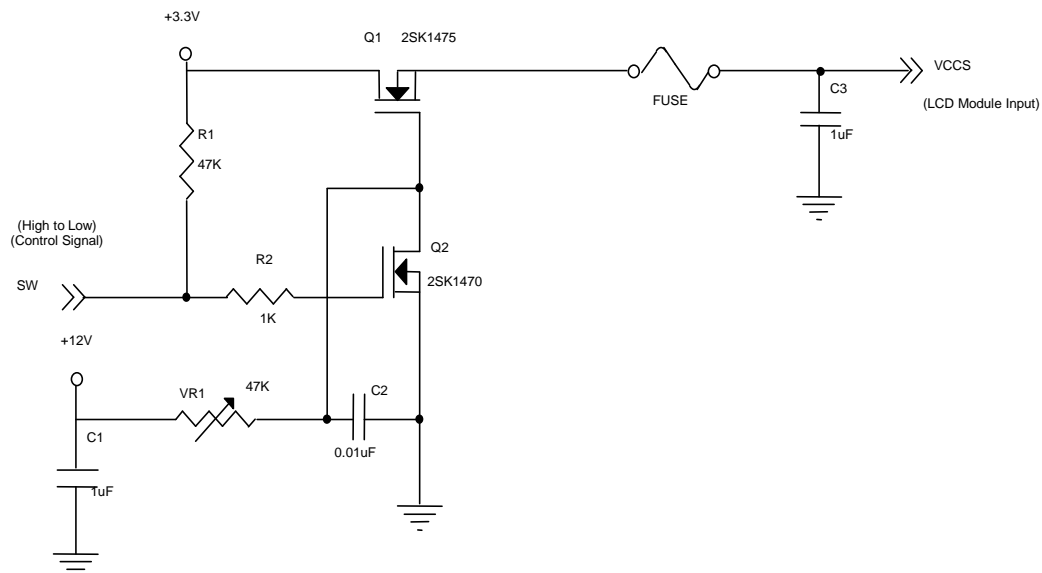 +3.3V
Q1 2SK1475
VCCS
FUSE
C3
(LCD Module Input)
1uF
R1
47K
(High to Low)
(Control Signal)
Q2
R2
2SK1470
SW
1K
+12V
VR1
47K
C2
C1
0.01uF
1uF